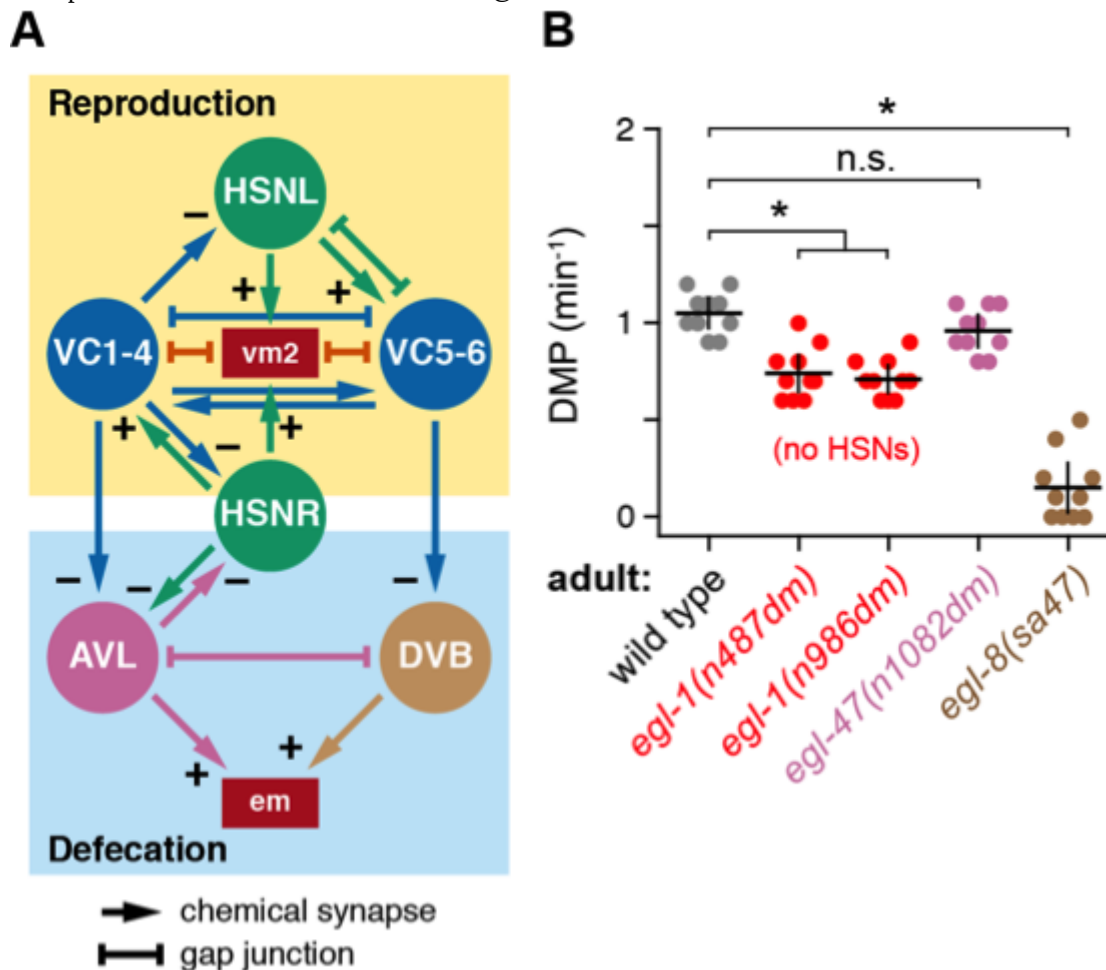 A
Reproduction
HSNL
−
+
+
VC1-4
vm2
VC5-6
+
−
+
HSNR
−
−
−
−
AVL
DVB
+
+
em
Defecation
chemical synapse
gap junction
B
*
2
n.s.
*
DMP (min⁻¹)
1
(no HSNs)
0
adult:
wild type
egl-1(n487dm)
egl-1(n986dm)
egl-47(n1082dm)
egl-8(sa47)